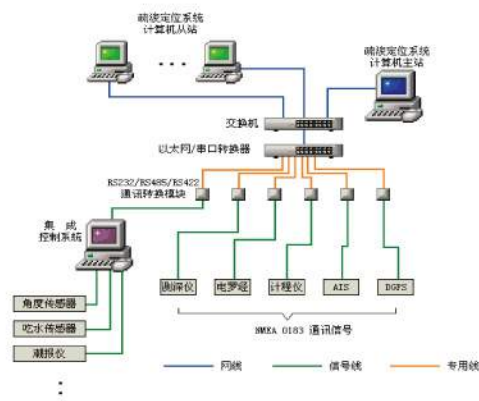 疏浚定位系统
计算机从站
疏浚定位系统
计算机主站
交换机
以太网/串口转换器
RS232/RS485/RS422
通讯转换模块
集 成
控制系统
测深仪
电罗经
计程仪
AIS
DGPS
角度传感器
吃水传感器
潮报仪
NMEA 0183 通讯信号
网线
信号线
专用线